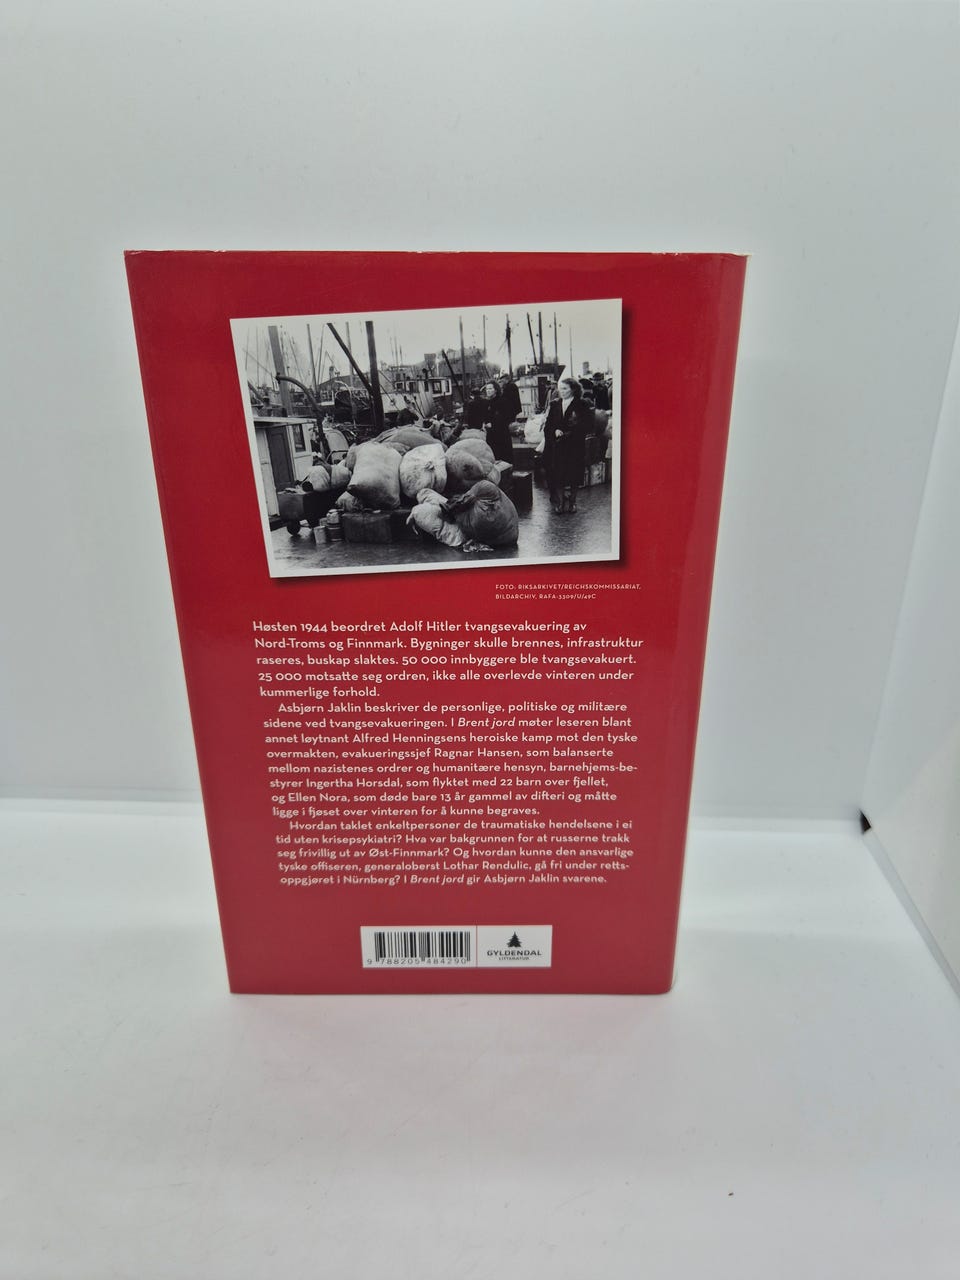 FOTO: RIKSARKIVET/REICHSKOMMISSARIAT,
BILDARCHIV, RAFA-3309/U/49C
Høsten 1944 beordret Adolf Hitler tvangsevakuering av
Nord-Troms og Finnmark. Bygninger skulle brennes, infrastruktur
raseres, buskap slaktes. 50 000 innbyggere ble tvangsevakuert.
25 000 motsatte seg ordren, ikke alle overlevde vinteren under
kummerlige forhold.
Asbjørn Jaklin beskriver de personlige, politiske og militære
sidene ved tvangsevakueringen. I Brent jord møter leseren blant
annet løytnant Alfred Henningsens heroiske kamp mot den tyske
overmakten, evakueringssjef Ragnar Hansen, som balanserte
mellom nazistenes ordrer og humanitære hensyn, barnehjems-be-
styrer Ingertha Horsdal, som flyktet med 22 barn over fjellet,
og Ellen Nora, som døde bare 13 år gammel av difteri og måtte
ligge i fjøset over vinteren for å kunne begraves.
Hvordan taklet enkeltpersoner de traumatiske hendelsene i ei
tid uten krisepsykiatri? Hva var bakgrunnen for at russerne trakk
seg frivillig ut av Øst-Finnmark? Og hvordan kunne den ansvarlige
tyske offiseren, generaloberst Lothar Rendulic, gå fri under retts-
oppgjøret i Nürnberg? I Brent jord gir Asbjørn Jaklin svarene.
9 788205 484290
GYLDENDAL
LITTERATUR